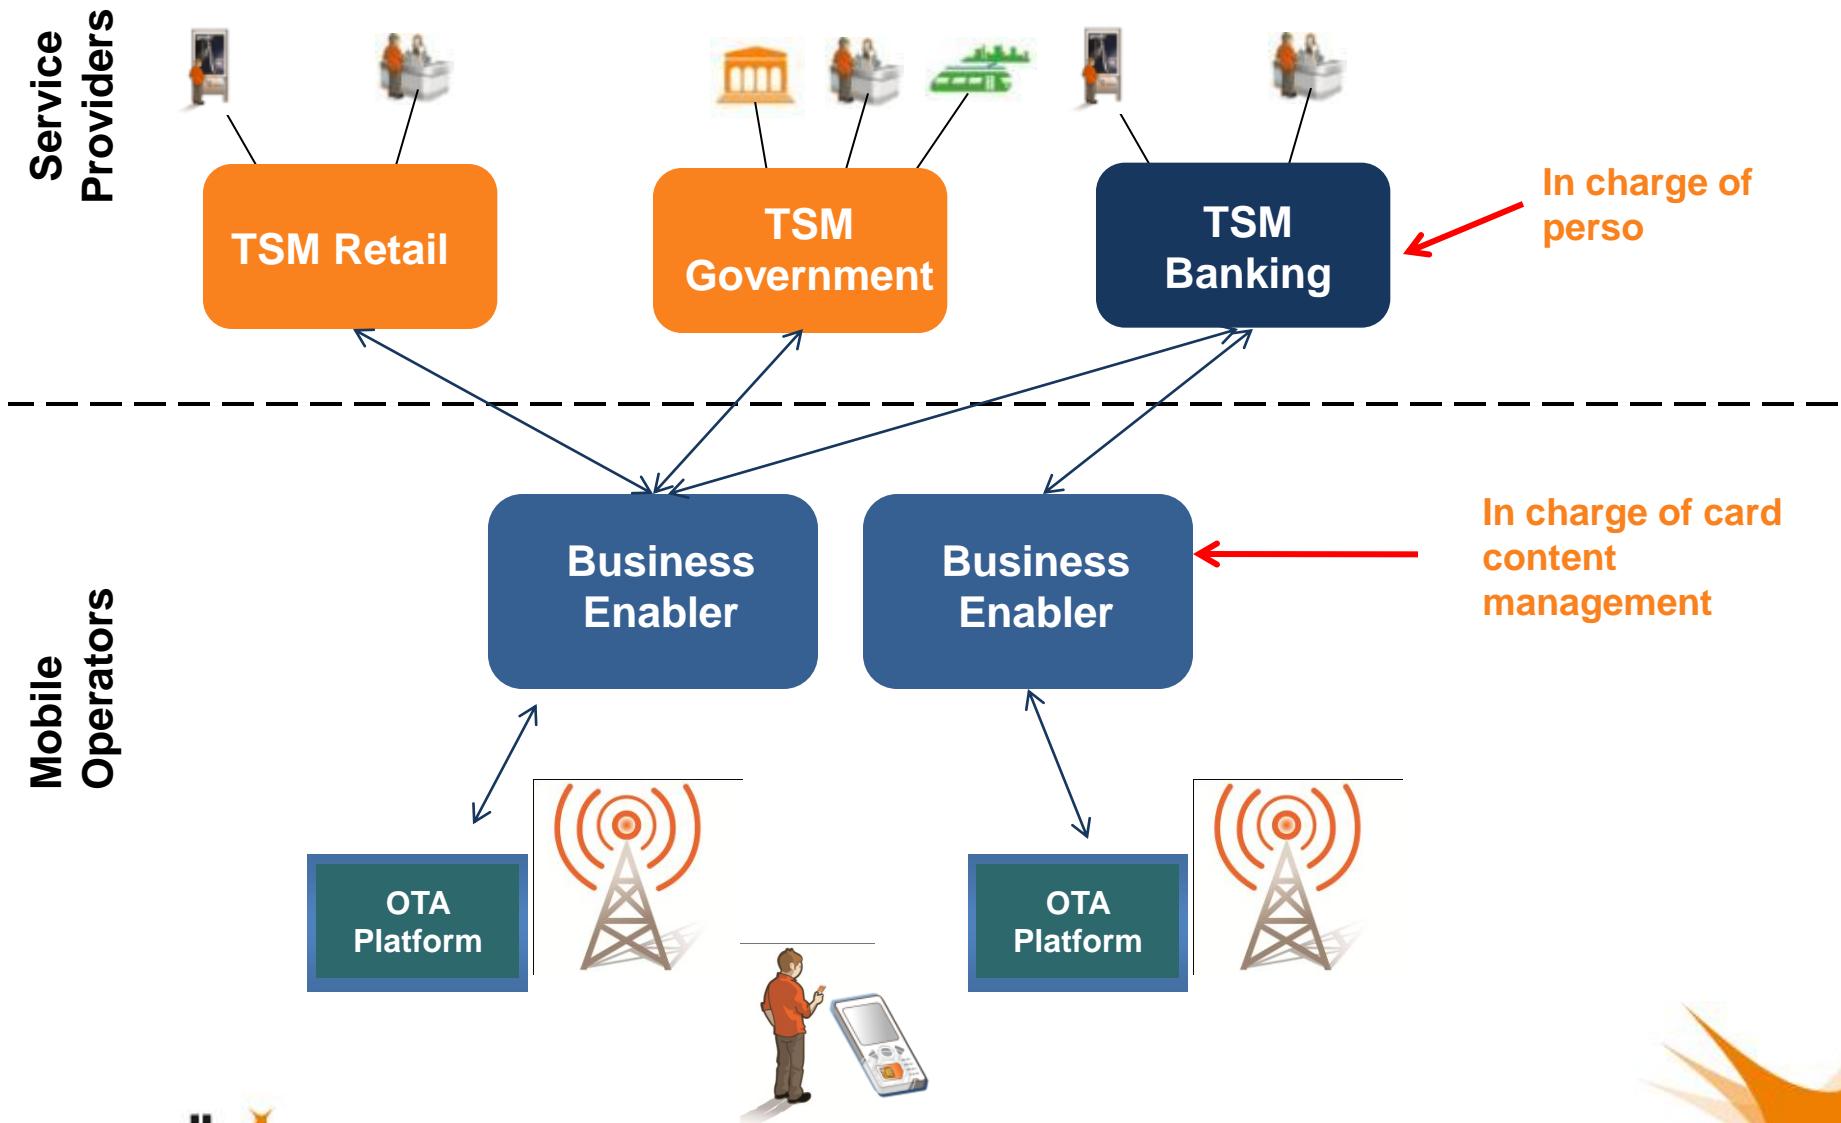 Service
Providers
TSM Retail
TSM
Government
TSM
Banking
In charge of
perso
Mobile
Operators
Business
Enabler
Business
Enabler
In charge of card
content
management
OTA
Platform
OTA
Platform